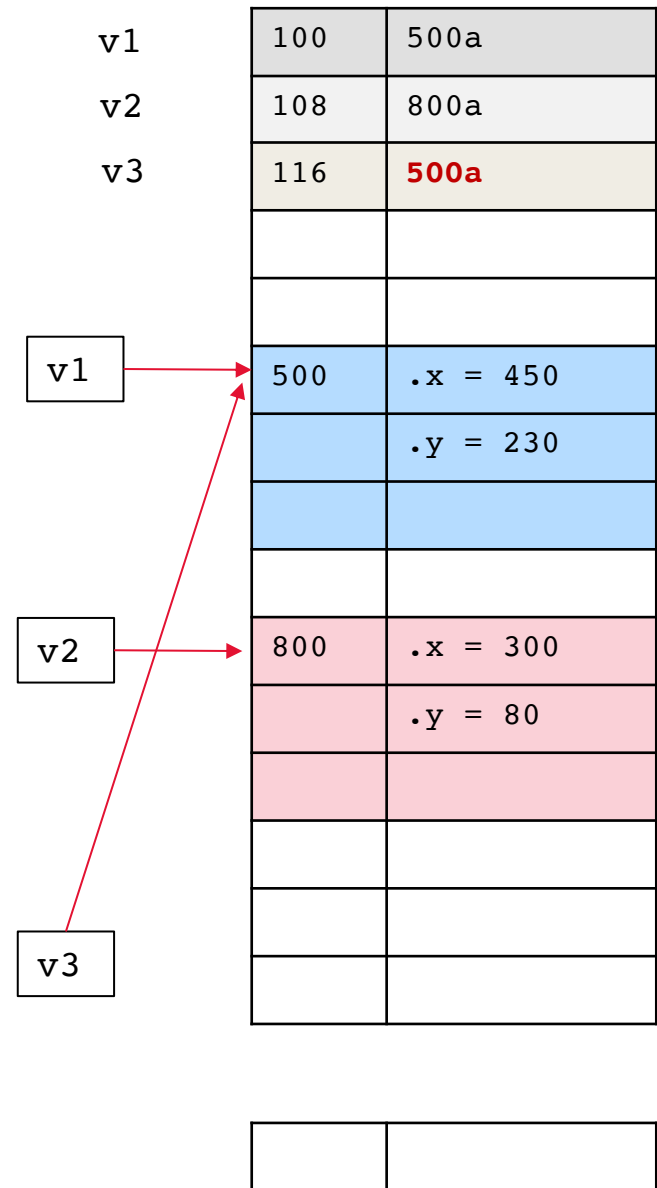 v1 100 500a
v2 108 800a
v3 116 500a
v1 500 .x = 450
.y = 230
v2 800 .x = 300
.y = 80
v3